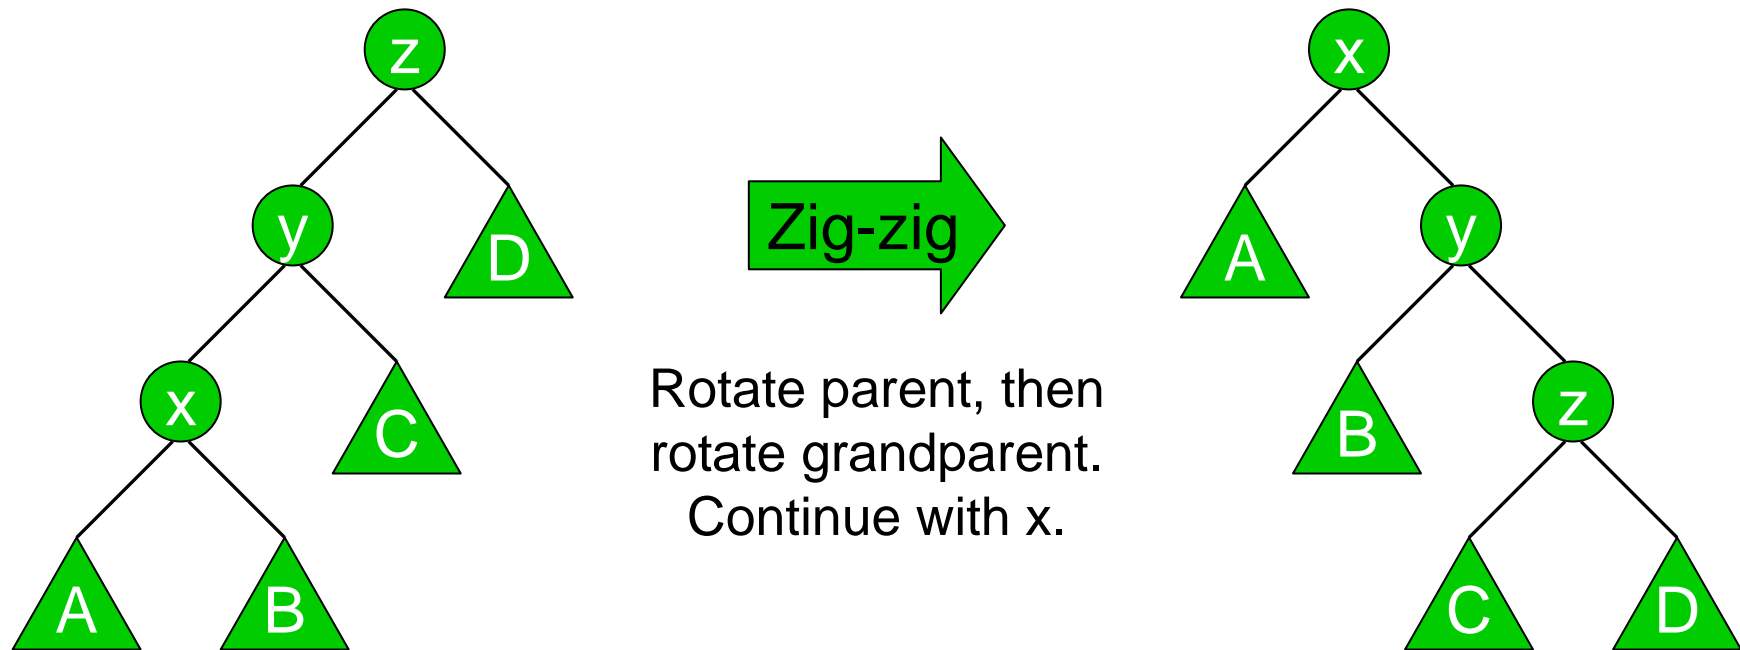 z
x
y
D
Zig-zig
A
y
x
C
Rotate parent, then
rotate grandparent.
Continue with x.
B
z
A
B
C
D